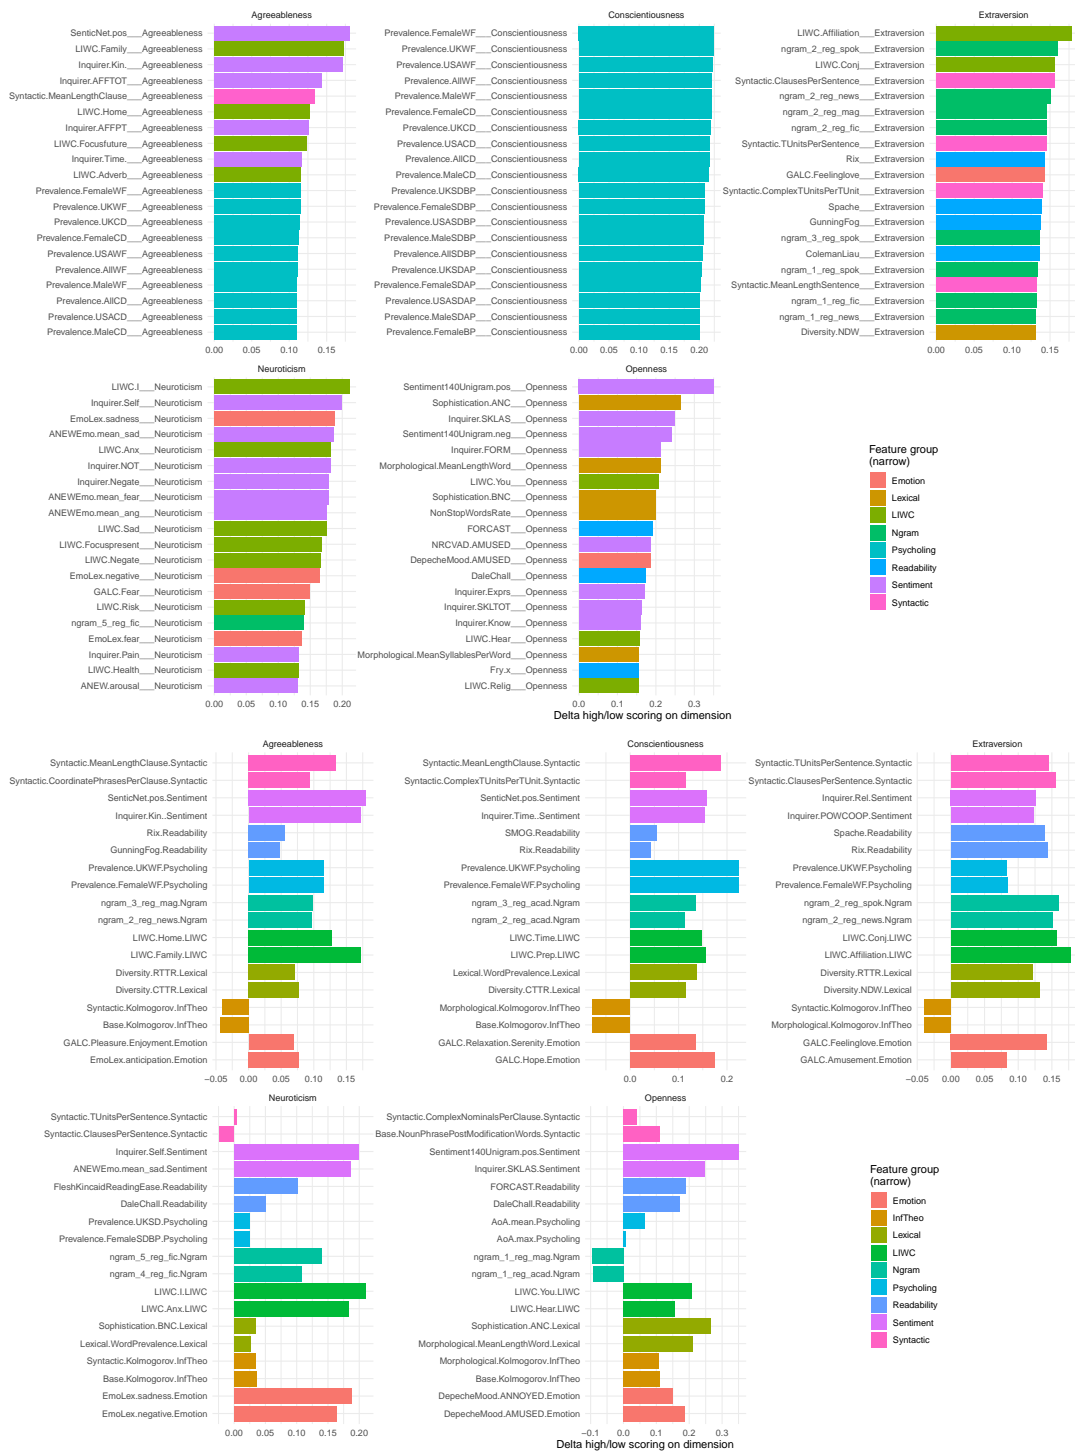 Agreeableness
SenticNet.pos___Agreeableness
LIWC.Family___Agreeableness
Inquirer.Kin.___Agreeableness
Inquirer.AFFTOT___Agreeableness
Syntactic.MeanLengthClause___Agreeableness
LIWC.Home___Agreeableness
Inquirer.AFFPT___Agreeableness
LIWC.Focusfuture___Agreeableness
Inquirer.Time.___Agreeableness
LIWC.Adverb___Agreeableness
Prevalence.FemaleWF___Agreeableness
Prevalence.UKWF___Agreeableness
Prevalence.UKCD___Agreeableness
Prevalence.FemaleCD___Agreeableness
Prevalence.USAWF___Agreeableness
Prevalence.AllWF___Agreeableness
Prevalence.MaleWF___Agreeableness
Prevalence.AllCD___Agreeableness
Prevalence.USACD___Agreeableness
Prevalence.MaleCD___Agreeableness
0.00 0.05 0.10 0.15
Conscientiousness
Prevalence.FemaleWF___Conscientiousness
Prevalence.UKWF___Conscientiousness
Prevalence.USAWF___Conscientiousness
Prevalence.AllWF___Conscientiousness
Prevalence.MaleWF___Conscientiousness
Prevalence.FemaleCD___Conscientiousness
Prevalence.UKCD___Conscientiousness
Prevalence.USACD___Conscientiousness
Prevalence.AllCD___Conscientiousness
Prevalence.MaleCD___Conscientiousness
Prevalence.UKSDBP___Conscientiousness
Prevalence.FemaleSDBP___Conscientiousness
Prevalence.USASDBP___Conscientiousness
Prevalence.MaleSDBP___Conscientiousness
Prevalence.AllSDBP___Conscientiousness
Prevalence.UKSDAP___Conscientiousness
Prevalence.FemaleSDAP___Conscientiousness
Prevalence.USASDAP___Conscientiousness
Prevalence.MaleSDAP___Conscientiousness
Prevalence.FemaleBP___Conscientiousness
0.00 0.05 0.10 0.15 0.20
Extraversion
LIWC.Affiliation___Extraversion
ngram_2_reg_spok___Extraversion
LIWC.Conj___Extraversion
Syntactic.ClausesPerSentence___Extraversion
ngram_2_reg_news___Extraversion
ngram_2_reg_mag___Extraversion
ngram_2_reg_fic___Extraversion
Syntactic.TUnitsPerSentence___Extraversion
Rix___Extraversion
GALC.Feelinglove___Extraversion
Syntactic.ComplexTUnitsPerTUnit___Extraversion
Spache___Extraversion
GunningFog___Extraversion
ngram_3_reg_spok___Extraversion
ColemanLiau___Extraversion
ngram_1_reg_spok___Extraversion
Syntactic.MeanLengthSentence___Extraversion
ngram_1_reg_fic___Extraversion
ngram_1_reg_news___Extraversion
Diversity.NDW___Extraversion
0.00 0.05 0.10 0.15
Neuroticism
LIWC.I___Neuroticism
Inquirer.Self___Neuroticism
EmoLex.sadness___Neuroticism
ANEWEmo.mean_sad___Neuroticism
LIWC.Anx___Neuroticism
Inquirer.NOT___Neuroticism
Inquirer.Negate___Neuroticism
ANEWEmo.mean_fear___Neuroticism
ANEWEmo.mean_ang___Neuroticism
LIWC.Sad___Neuroticism
LIWC.Focuspresent___Neuroticism
LIWC.Negate___Neuroticism
EmoLex.negative___Neuroticism
GALC.Fear___Neuroticism
LIWC.Risk___Neuroticism
ngram_5_reg_fic___Neuroticism
EmoLex.fear___Neuroticism
Inquirer.Pain___Neuroticism
LIWC.Health___Neuroticism
ANEW.arousal___Neuroticism
0.00 0.05 0.10 0.15 0.20
Openness
Sentiment140Unigram.pos___Openness
Sophistication.ANC___Openness
Inquirer.SKLAS___Openness
Sentiment140Unigram.neg___Openness
Inquirer.FORM___Openness
Morphological.MeanLengthWord___Openness
LIWC.You___Openness
Sophistication.BNC___Openness
NonStopWordsRate___Openness
FORCAST___Openness
NRCVAD.AMUSED___Openness
DepecheMood.AMUSED___Openness
DaleChall___Openness
Inquirer.Exprs___Openness
Inquirer.SKLTOT___Openness
Inquirer.Know___Openness
LIWC.Hear___Openness
Morphological.MeanSyllablesPerWord___Openness
Fry.x___Openness
LIWC.Relig___Openness
0.0 0.1 0.2 0.3
Delta high/low scoring on dimension
Feature group
(narrow)
Emotion
Lexical
LIWC
Ngram
Psycholing
Readability
Sentiment
Syntactic
Agreeableness
Syntactic.MeanLengthClause.Syntactic
Syntactic.CoordinatePhrasesPerClause.Syntactic
SenticNet.pos.Sentiment
Inquirer.Kin..Sentiment
Rix.Readability
GunningFog.Readability
Prevalence.UKWF.Psycholing
Prevalence.FemaleWF.Psycholing
ngram_3_reg_mag.Ngram
ngram_2_reg_news.Ngram
LIWC.Home.LIWC
LIWC.Family.LIWC
Diversity.RTTR.Lexical
Diversity.CTTR.Lexical
Syntactic.Kolmogorov.InfTheo
Base.Kolmogorov.InfTheo
GALC.Pleasure.Enjoyment.Emotion
EmoLex.anticipation.Emotion
−0.05 0.00 0.05 0.10 0.15
Conscientiousness
Syntactic.MeanLengthClause.Syntactic
Syntactic.ComplexTUnitsPerTUnit.Syntactic
SenticNet.pos.Sentiment
Inquirer.Time..Sentiment
SMOG.Readability
Rix.Readability
Prevalence.UKWF.Psycholing
Prevalence.FemaleWF.Psycholing
ngram_3_reg_acad.Ngram
ngram_2_reg_acad.Ngram
LIWC.Time.LIWC
LIWC.Prep.LIWC
Lexical.WordPrevalence.Lexical
Diversity.CTTR.Lexical
Morphological.Kolmogorov.InfTheo
Base.Kolmogorov.InfTheo
GALC.Relaxation.Serenity.Emotion
GALC.Hope.Emotion
0.0 0.1 0.2
Extraversion
Syntactic.TUnitsPerSentence.Syntactic
Syntactic.ClausesPerSentence.Syntactic
Inquirer.Rel.Sentiment
Inquirer.POWCOOP.Sentiment
Spache.Readability
Rix.Readability
Prevalence.UKWF.Psycholing
Prevalence.FemaleWF.Psycholing
ngram_2_reg_spok.Ngram
ngram_2_reg_news.Ngram
LIWC.Conj.LIWC
LIWC.Affiliation.LIWC
Diversity.RTTR.Lexical
Diversity.NDW.Lexical
Syntactic.Kolmogorov.InfTheo
Morphological.Kolmogorov.InfTheo
GALC.Feelinglove.Emotion
GALC.Amusement.Emotion
−0.05 0.00 0.05 0.10 0.15
Neuroticism
Syntactic.TUnitsPerSentence.Syntactic
Syntactic.ClausesPerSentence.Syntactic
Inquirer.Self.Sentiment
ANEWEmo.mean_sad.Sentiment
FleshKincaidReadingEase.Readability
DaleChall.Readability
Prevalence.UKSD.Psycholing
Prevalence.FemaleSDBP.Psycholing
ngram_5_reg_fic.Ngram
ngram_4_reg_fic.Ngram
LIWC.I.LIWC
LIWC.Anx.LIWC
Sophistication.BNC.Lexical
Lexical.WordPrevalence.Lexical
Syntactic.Kolmogorov.InfTheo
Base.Kolmogorov.InfTheo
EmoLex.sadness.Emotion
EmoLex.negative.Emotion
0.00 0.05 0.10 0.15 0.20
Openness
Syntactic.ComplexNominalsPerClause.Syntactic
Base.NounPhrasePostModificationWords.Syntactic
Sentiment140Unigram.pos.Sentiment
Inquirer.SKLAS.Sentiment
FORCAST.Readability
DaleChall.Readability
AoA.mean.Psycholing
AoA.max.Psycholing
ngram_1_reg_mag.Ngram
ngram_1_reg_acad.Ngram
LIWC.You.LIWC
LIWC.Hear.LIWC
Sophistication.ANC.Lexical
Morphological.MeanLengthWord.Lexical
Morphological.Kolmogorov.InfTheo
Base.Kolmogorov.InfTheo
DepecheMood.ANNOYED.Emotion
DepecheMood.AMUSED.Emotion
−0.1 0.0 0.1 0.2 0.3
Delta high/low scoring on dimension
Feature group
(narrow)
Emotion
InfTheo
Lexical
LIWC
Ngram
Psycholing
Readability
Sentiment
Syntactic